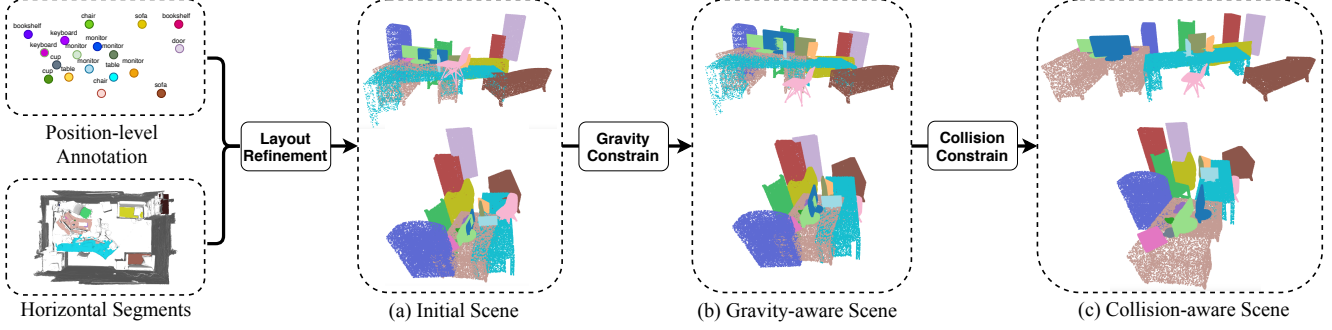 chair
sofa
bookshelf
bookshelf
keyboard
monitor
door
keyboard
monitor
monitor
cup
table
monitor
table
monitor
cup
chair
sofa
Position-level
Annotation
Horizontal Segments
Layout
Refinement
(a) Initial Scene
Gravity
Constrain
(b) Gravity-aware Scene
Collision
Constrain
(c) Collision-aware Scene